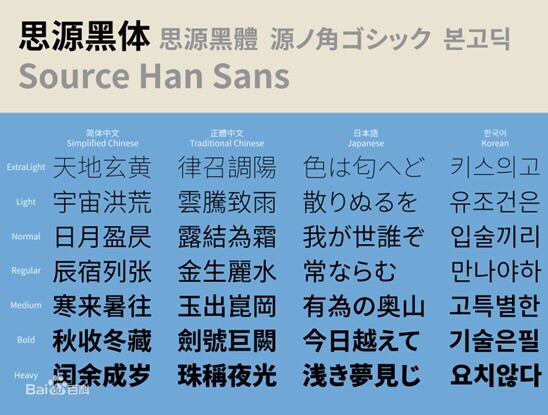 思源黑体 思源黑體 源ノ角ゴシック 본고딕
Source Han Sans
简体中文 正體中文 日本語 한국어
Simplified Chinese Traditional Chinese Japanese Korean
ExtraLight 天地玄黄 律召調陽 色は匂へど 키스의고
Light 宇宙洪荒 雲騰致雨 散りぬるを 유조건은
Normal 日月盈昃 露結為霜 我が世誰ぞ 입술끼리
Regular 辰宿列张 金生麗水 常ならむ 만나야하
Medium 寒来暑往 玉出崑岡 有為の奥山 고특별한
Bold 秋收冬藏 劍號巨闕 今日越えて 기술은필
Heavy 闰余成岁 珠稱夜光 浅き夢見じ 요치않다
Bai百科